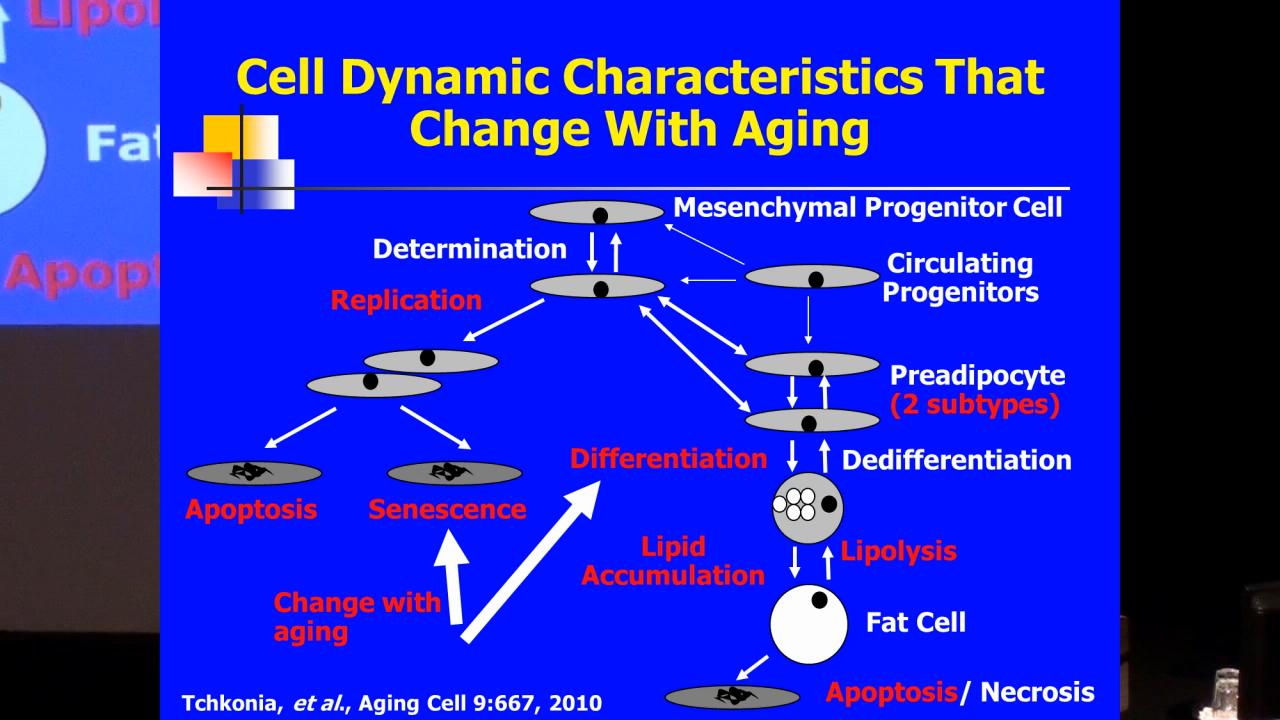 Lipol
Fat
Apopt
Cell Dynamic Characteristics That
Change With Aging
Mesenchymal Progenitor Cell
Determination
Circulating
Progenitors
Replication
Preadipocyte
(2 subtypes)
Differentiation
Dedifferentiation
Apoptosis
Senescence
Lipid
Accumulation
Lipolysis
Change with
aging
Fat Cell
Apoptosis/ Necrosis
Tchkonia, et al., Aging Cell 9:667, 2010